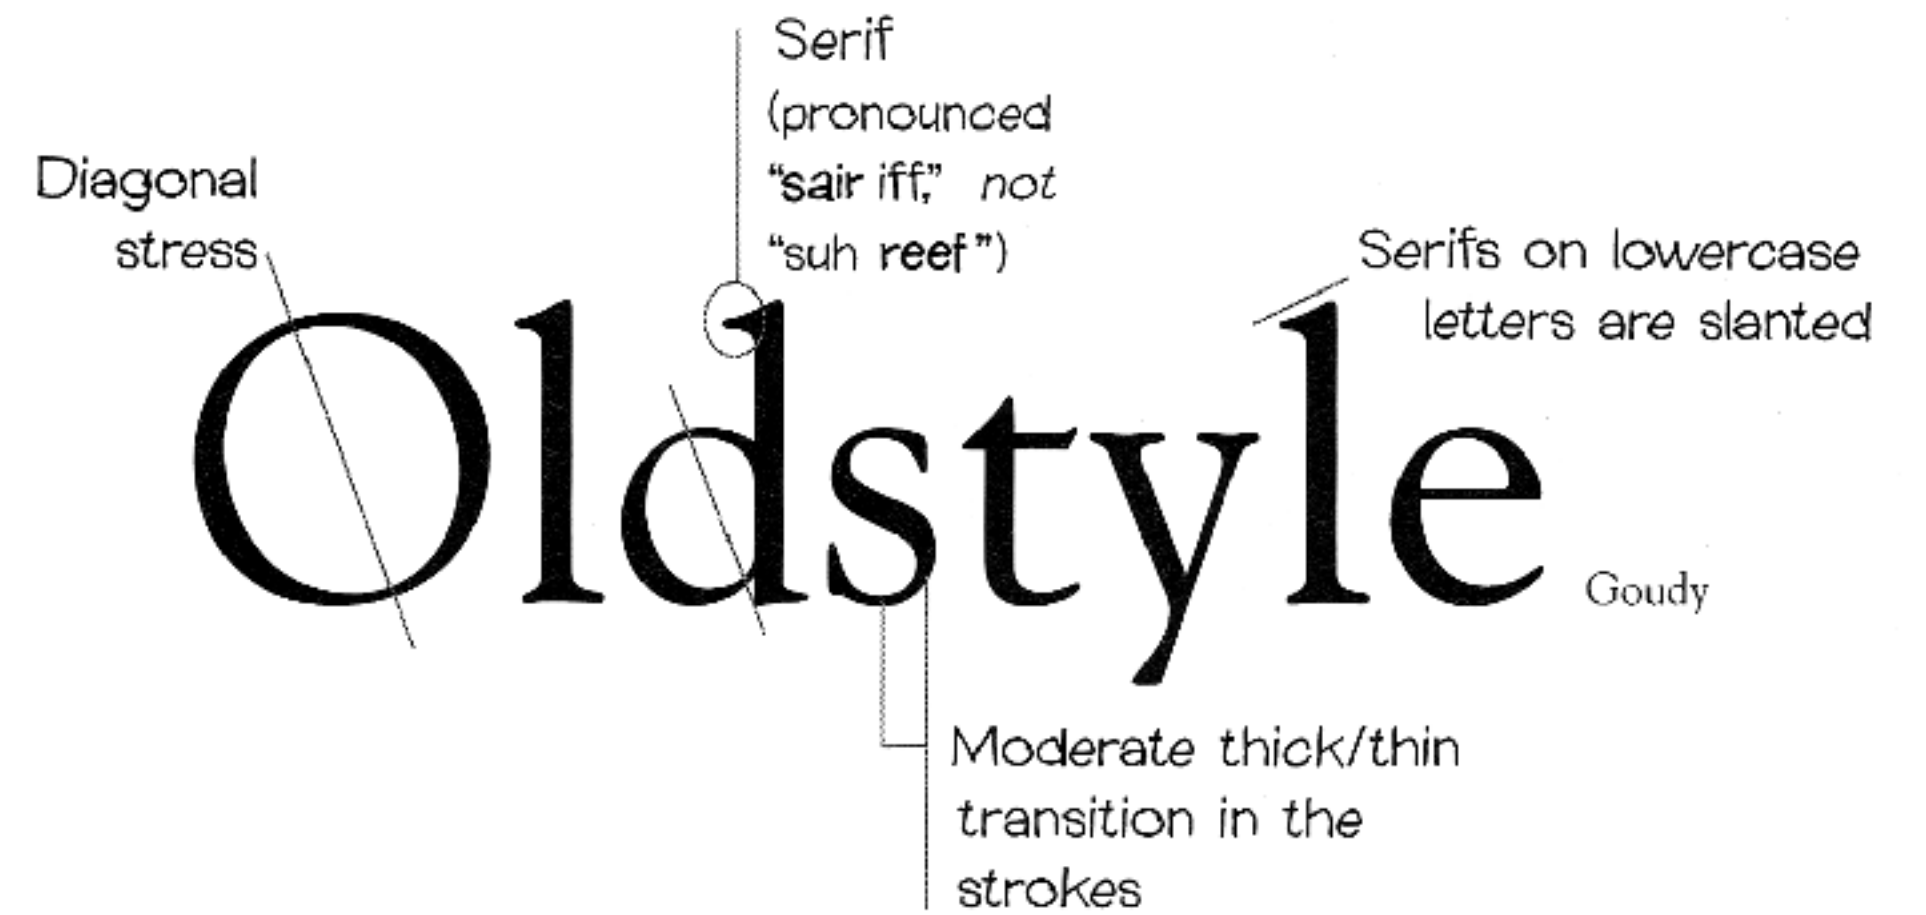 Serif
(pronounced
“sair iff,” not
“suh reef”)
Diagonal
stress
Serifs on lowercase
letters are slanted
Oldstyle
Goudy
Moderate thick/thin
transition in the
strokes